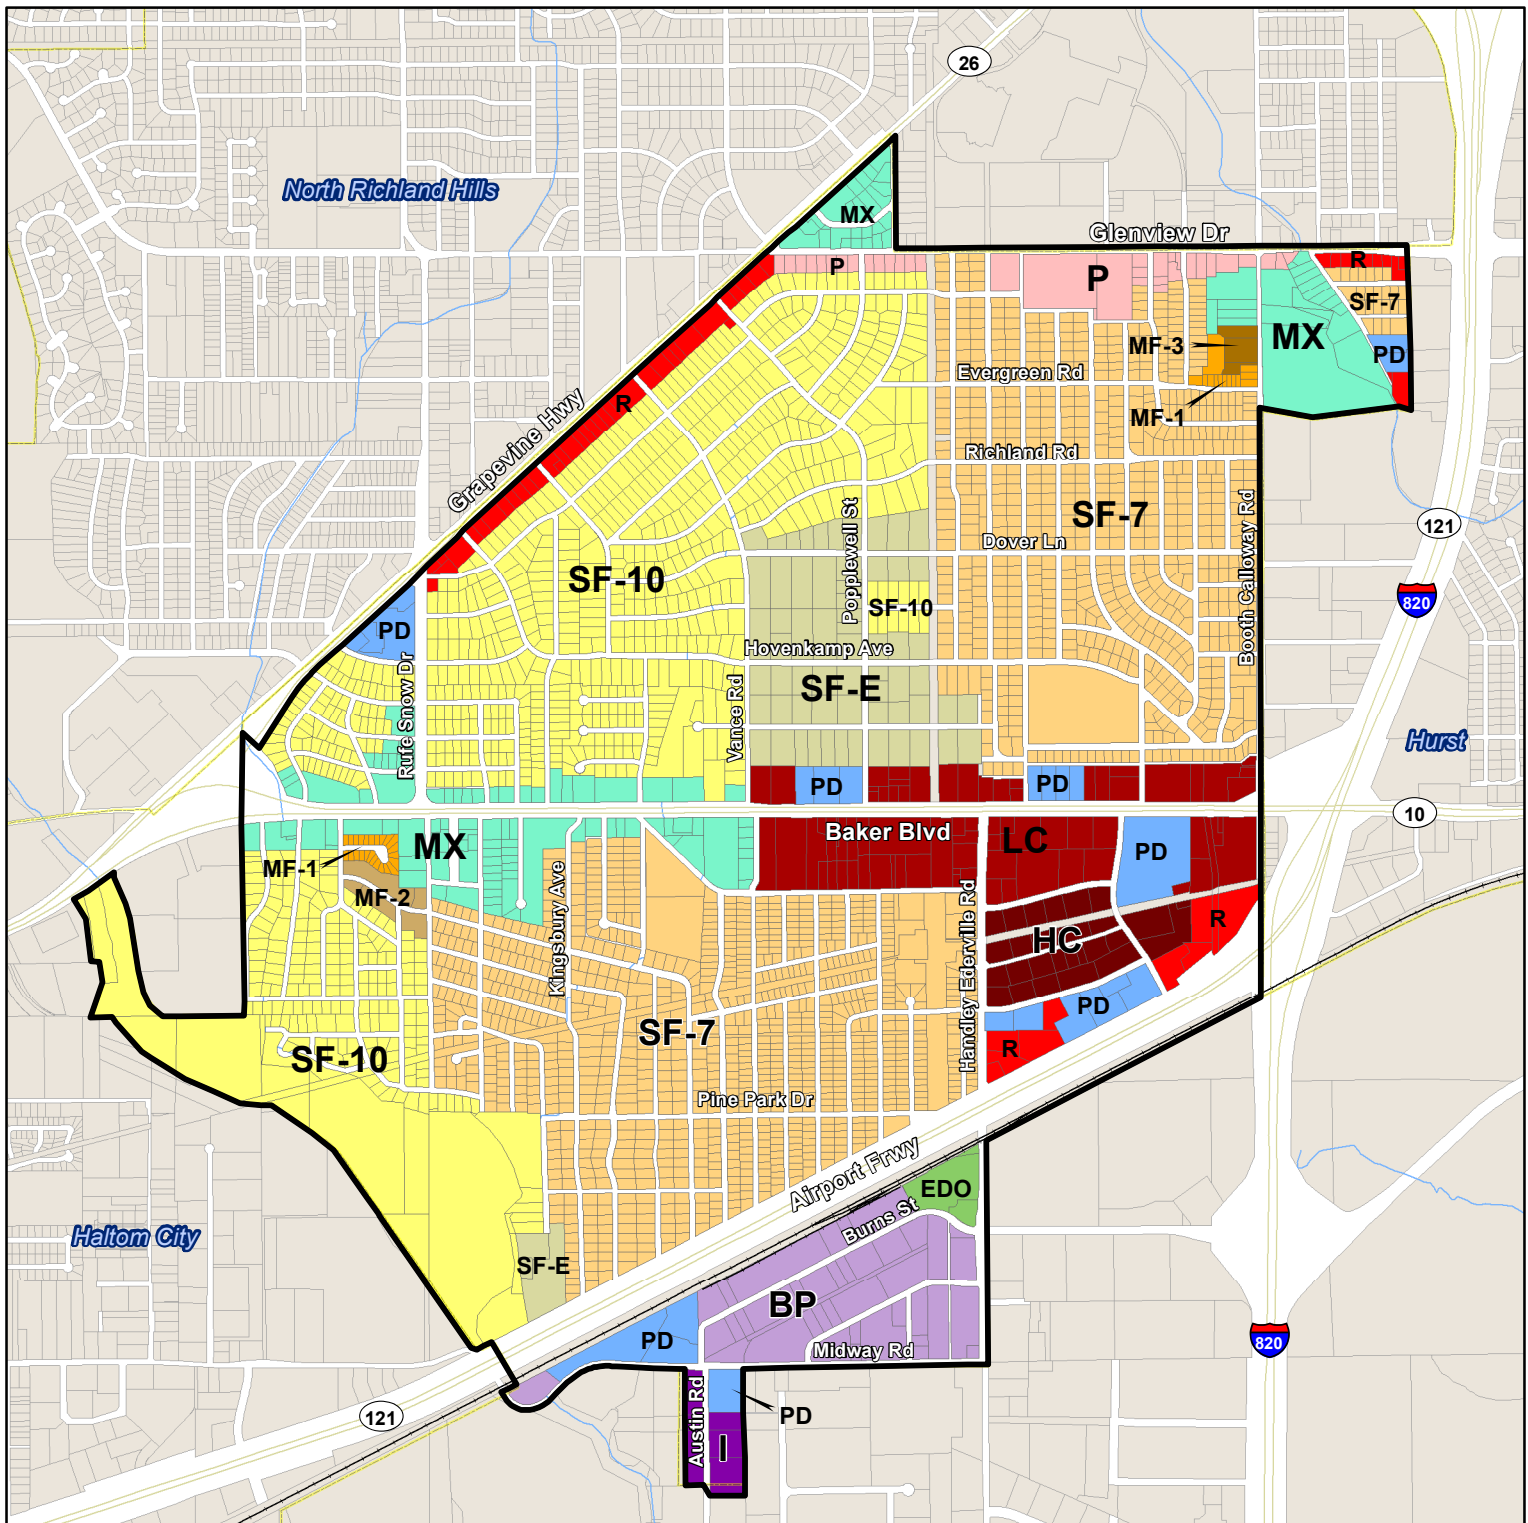 26
North Richland Hills
MX
Glenview Dr
P
P
R
SF-7
MX
MF-3
PD
Evergreen Rd
Grapevine Hwy
R
MF-1
Richland Rd
Popplewell St
SF-7
Booth Calloway Rd
121
Dover Ln
SF-10
SF-10
820
PD
Rufe Snow Dr
Hovenkamp Ave
SF-E
Vance Rd
Hurst
PD
PD
10
Baker Blvd
LC
MX
PD
MF-1
MF-2
Kingsbury Ave
Handley Ederville Rd
R
HC
PD
SF-7
R
SF-10
Pine Park Dr
Airport Frwy
EDO
Burns St
Haltom City
SF-E
BP
PD
Midway Rd
820
Austin Rd
PD
121
I